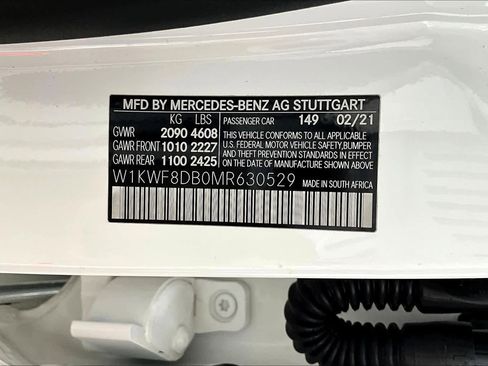 MFD BY MERCEDES-BENZ AG STUTTGART
KG LBS PASSENGER CAR 149 02/21
GVWR 2090 4608 THIS VEHICLE CONFORMS TO ALL APPLICABLE
GAWR FRONT 1010 2227 U.S. FEDERAL MOTOR VEHICLE SAFETY, BUMPER
AND THEFT PREVENTION STANDARDS IN EFFECT
GAWR REAR 1100 2425 ON THE DATE OF MANUFACTURE SHOWN ABOVE
W1KWF8DB0MR630529 MADE IN SOUTH AFRICA